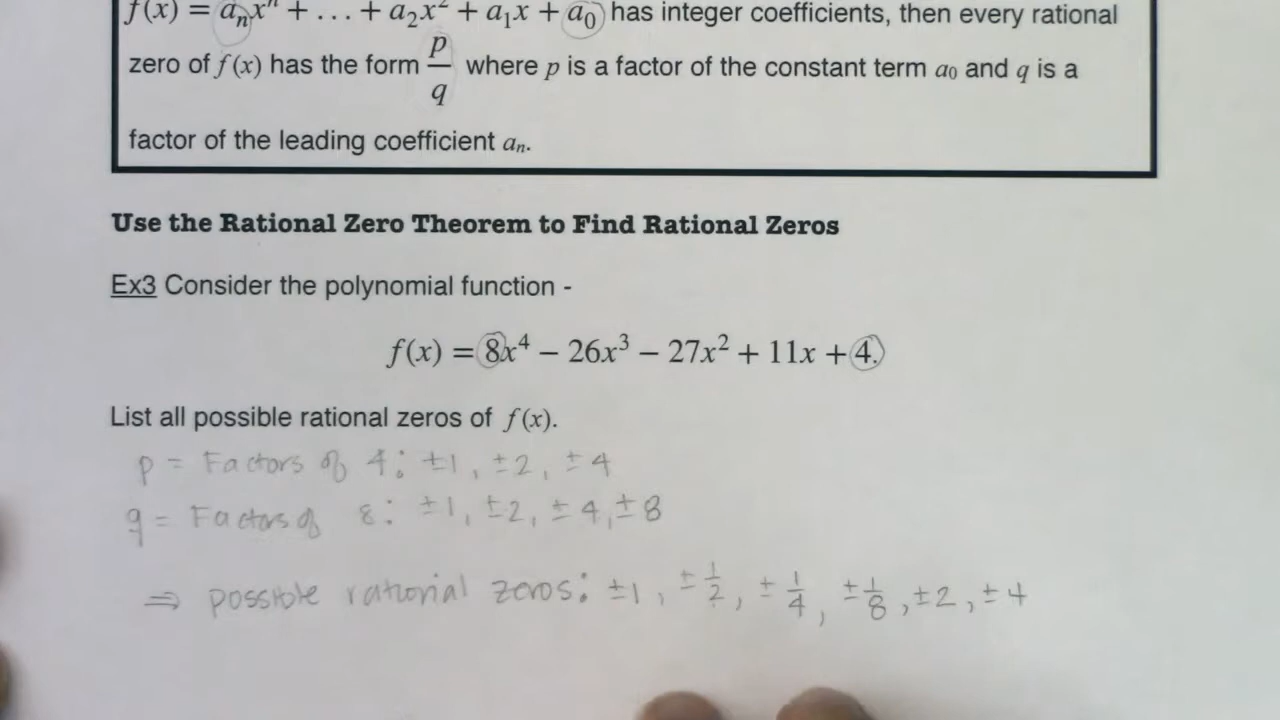 f(x) = aₙxⁿ + . . . + a₂x² + a₁x + a₀ has integer coefficients, then every rational
zero of f(x) has the form p/q where p is a factor of the constant term a₀ and q is a
factor of the leading coefficient aₙ.
Use the Rational Zero Theorem to Find Rational Zeros
Ex3 Consider the polynomial function -
f(x) = 8x⁴ − 26x³ − 27x² + 11x + 4.
List all possible rational zeros of f(x).
p = Factors of 4: ±1, ±2, ±4
q = Factors of 8: ±1, ±2, ±4, ±8
⇒ possible rational zeros: ±1, ±1/2, ±1/4, ±1/8, ±2, ±4